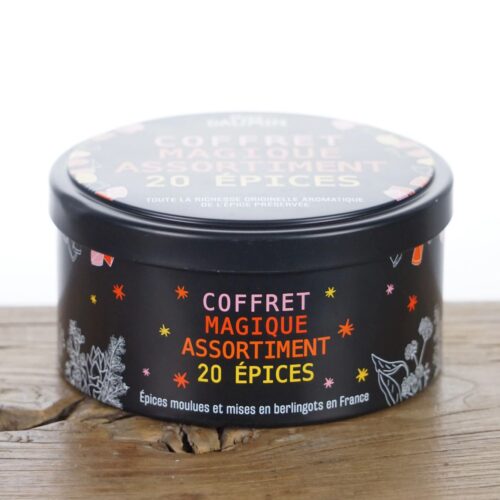 COFFRET
MAGIQUE
ASSORTIMENT
20 ÉPICES
TOUTE LA RICHESSE ORIGINELLE AROMATIQUE
DE L'ÉPICE PRÉSERVÉE
COFFRET
MAGIQUE
ASSORTIMENT
20 ÉPICES
Épices moulues et mises en berlingots en France